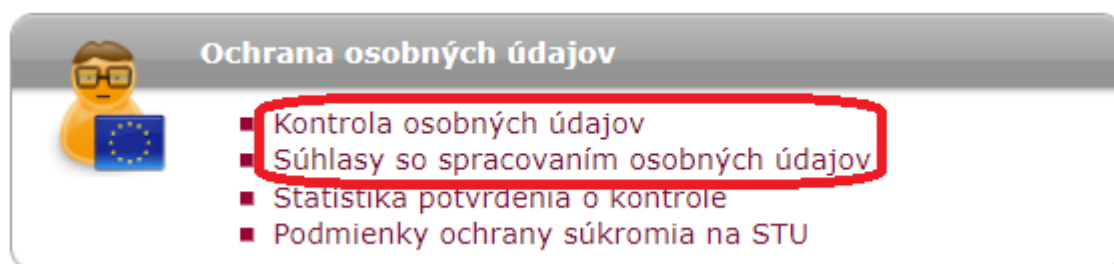 Ochrana osobných údajov
Kontrola osobných údajov
Súhlasy so spracovaním osobných údajov
Štatistika potvrdenia o kontrole
Podmienky ochrany súkromia na STU